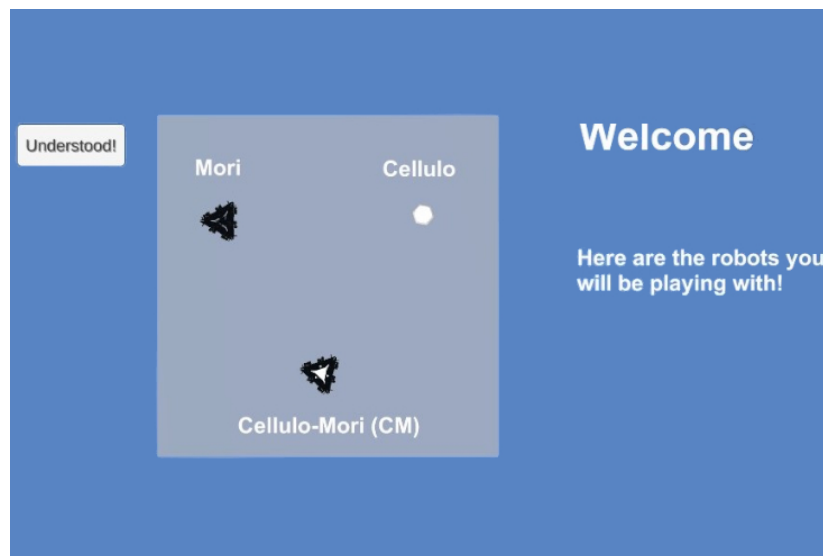 Understood!
Mori
Cellulo
Cellulo-Mori (CM)
Welcome
Here are the robots you
will be playing with!